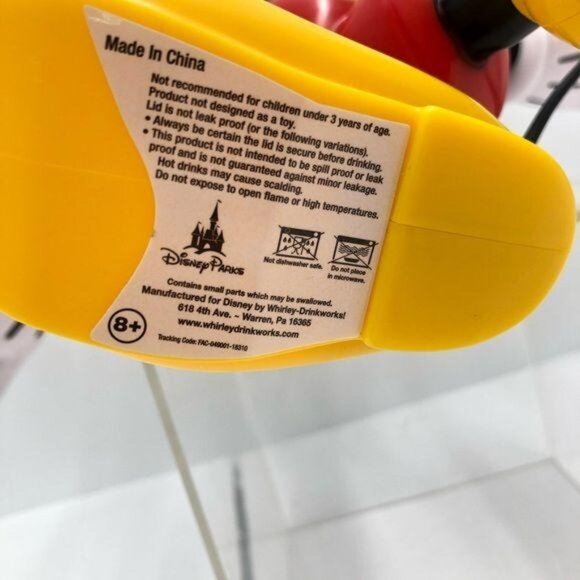 Made In China
Not recommended for children under 3 years of age.
Product not designed as a toy.
Lid is not leak proof (or the following variations).
• Always be certain the lid is secure before drinking.
• This product is not intended to be spill proof or leak
proof and is not guaranteed against minor leakage.
Hot drinks may cause scalding.
Do not expose to open flame or high temperatures.
Disney Parks
Not dishwasher safe.
Do not place
in microwave.
Contains small parts which may be swallowed.
Manufactured for Disney by Whirley-Drinkworks!
618 4th Ave. ~ Warren, Pa 16365
www.whirleydrinkworks.com
8+
Tracking Code: FAC-049001-18310